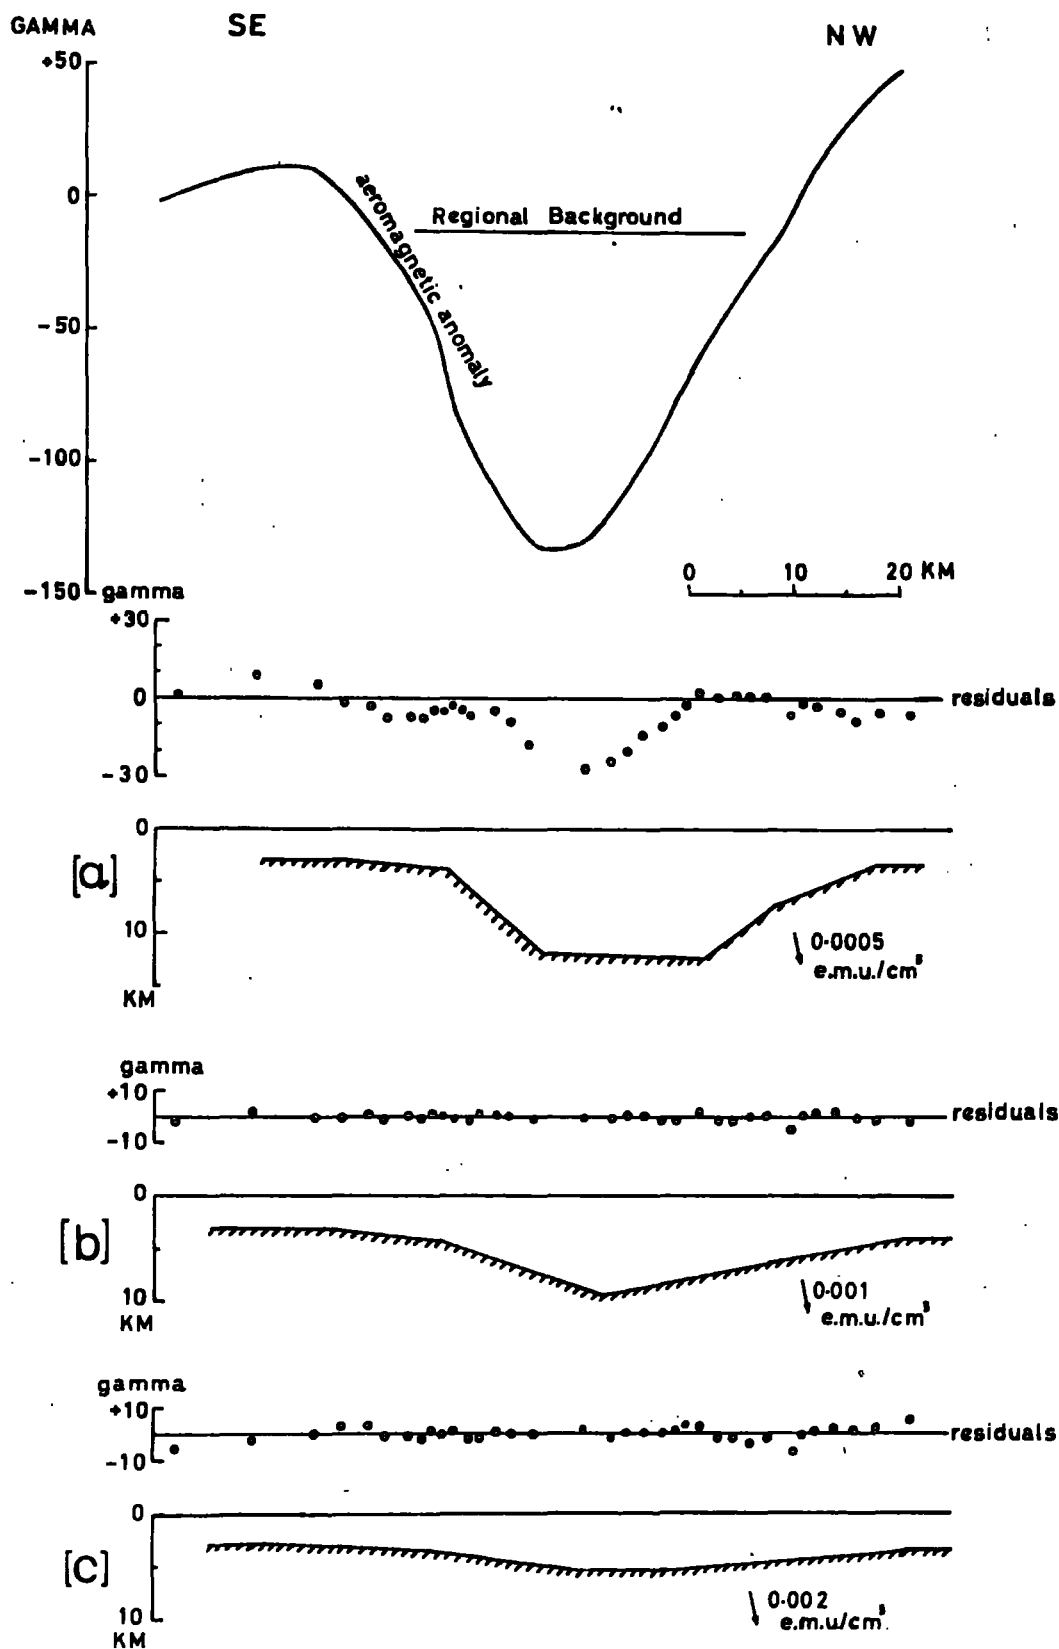 GAMMA SE NW
+50
0
aeromagnetic anomaly
Regional Background
-50
-100
-150
0 10 20 KM
gamma
+30
0 residuals
-30
0
[a]
10
KM
0.0005
e.m.u./cm³
gamma
+10
residuals
-10
0
[b]
10
KM
0.001
e.m.u./cm³
gamma
+10
residuals
-10
0
[c]
10
KM
0.002
e.m.u/cm³